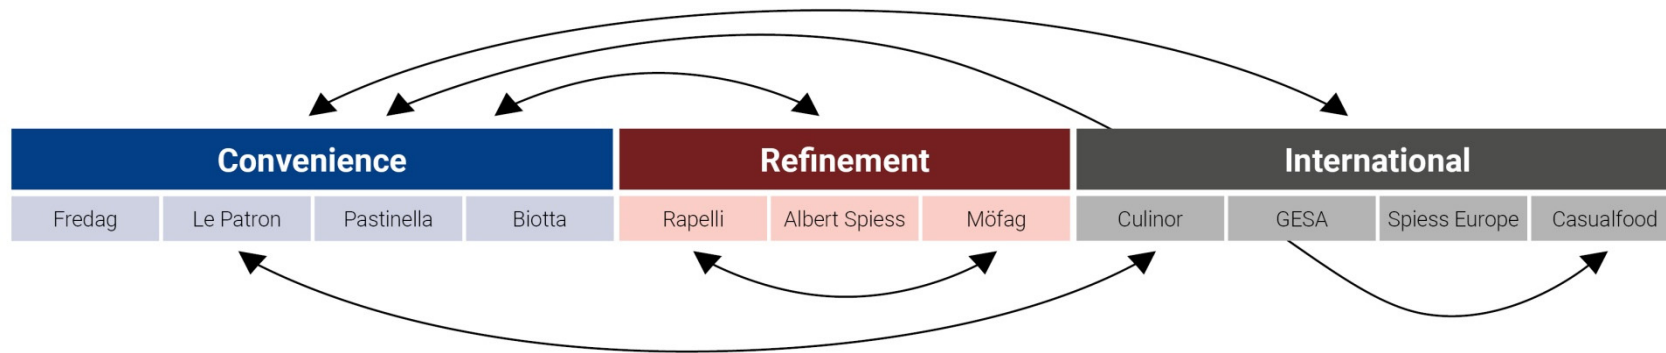 Convenience Refinement International
Fredag Le Patron Pastinella Biotta Rapelli Albert Spiess Möfag Culinor GESA Spiess Europe Casualfood